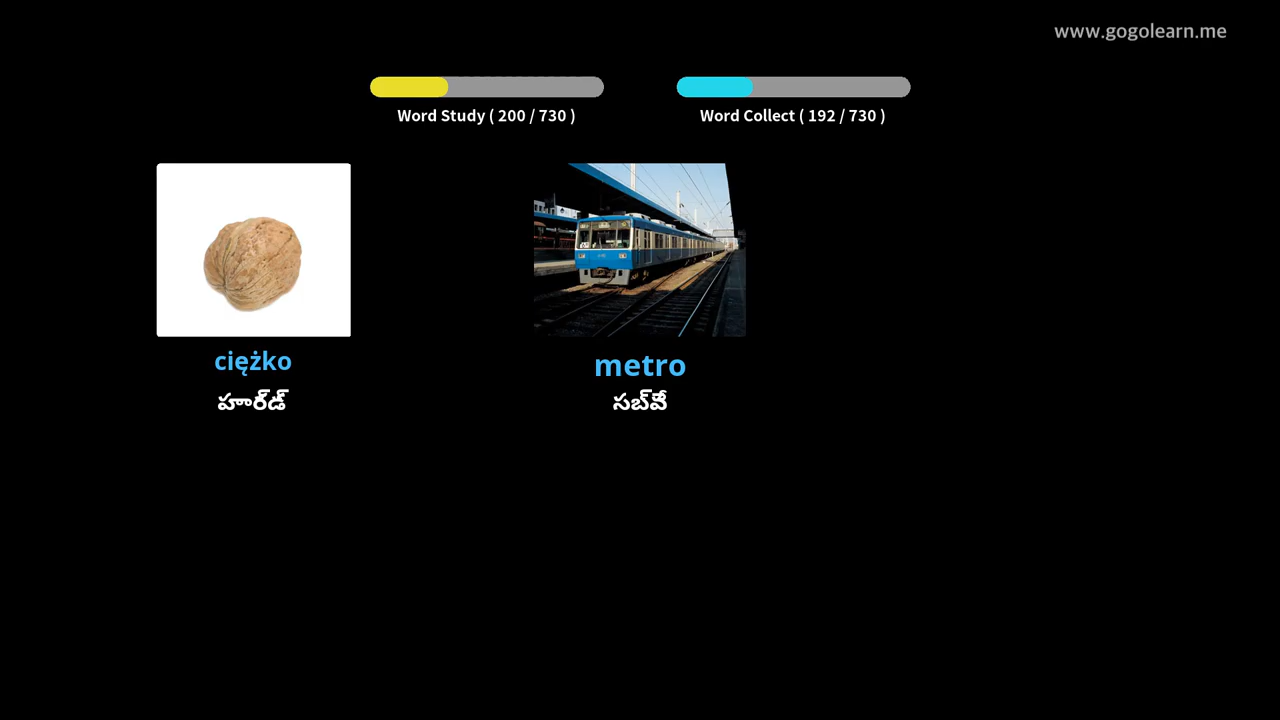 www.gogolearn.me
Word Study ( 200 / 730 )
Word Collect ( 192 / 730 )
ciężko
హార్డ్
metro
సబ్‌వే